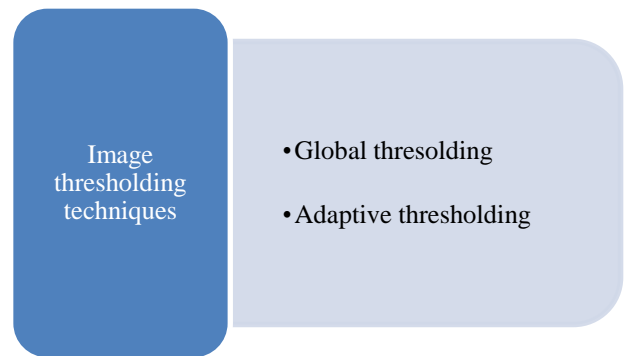 Image
thresholding
techniques
•Global thresolding
•Adaptive thresholding